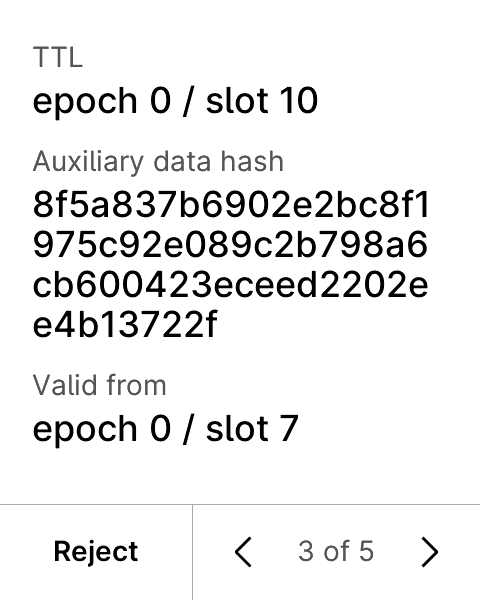 TTL
epoch 0 / slot 10
Auxiliary data hash
8f5a837b6902e2bc8f1
975c92e089c2b798a6
cb600423eceed2202e
e4b13722f
Valid from
epoch 0 / slot 7
Reject
3 of 5